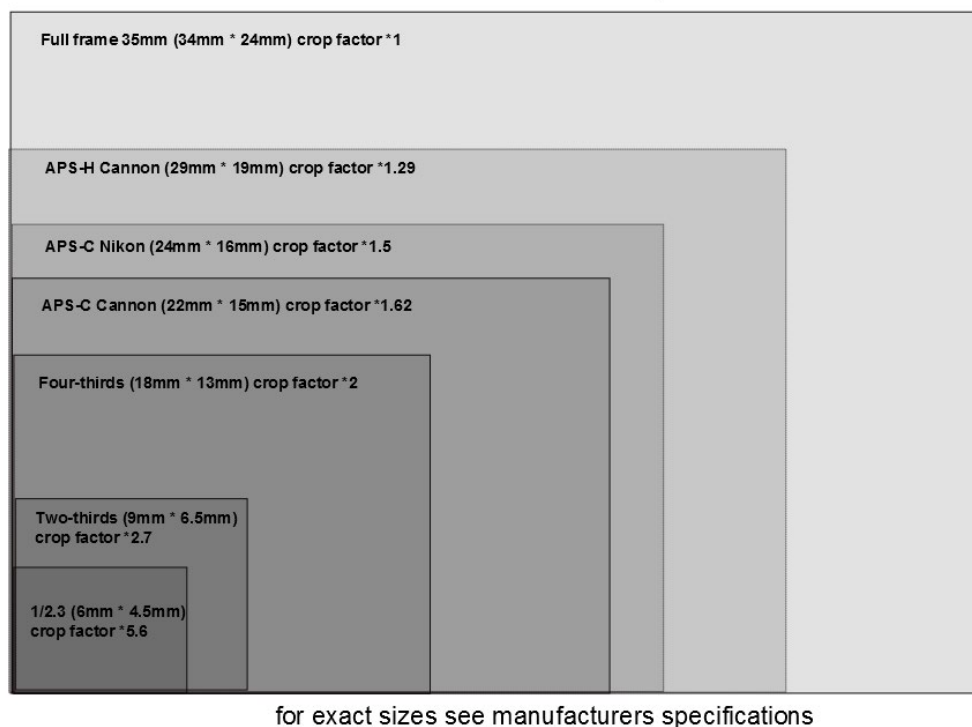 Full frame 35mm (34mm * 24mm) crop factor *1
APS-H Cannon (29mm * 19mm) crop factor *1.29
APS-C Nikon (24mm * 16mm) crop factor *1.5
APS-C Cannon (22mm * 15mm) crop factor *1.62
Four-thirds (18mm * 13mm) crop factor *2
Two-thirds (9mm * 6.5mm)
crop factor *2.7
1/2.3 (6mm * 4.5mm)
crop factor *5.6
for exact sizes see manufacturers specifications